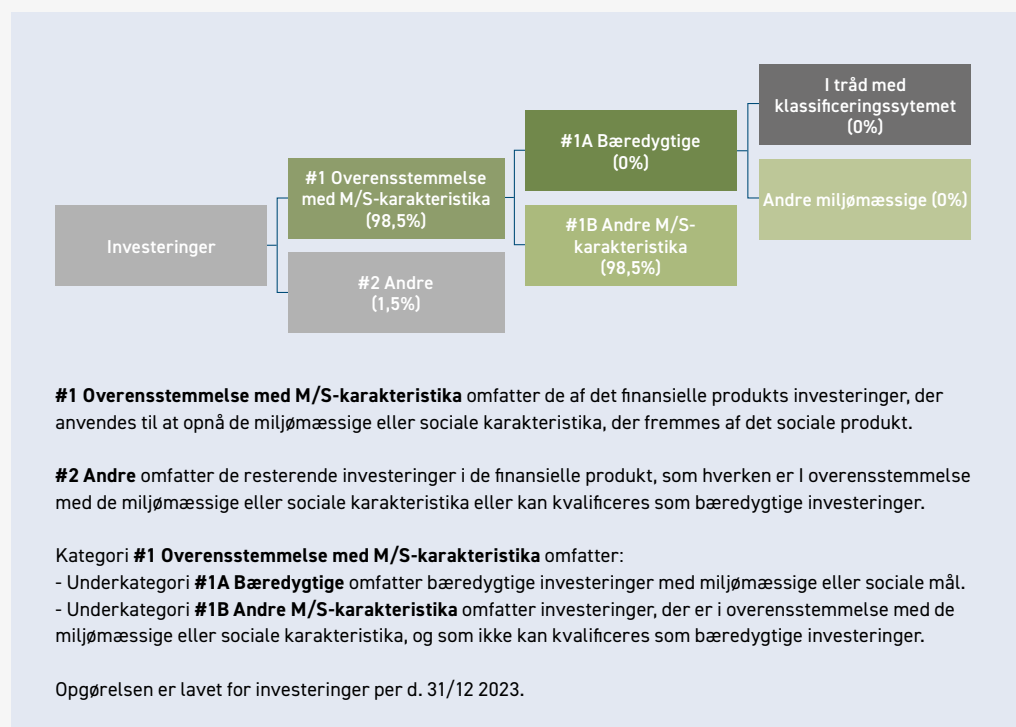 I tråd med
klassificeringssytemet
(0%)
#1A Bæredygtige
(0%)
#1 Overensstemmelse
med M/S-karakteristika
(98,5%)
Andre miljømæssige (0%)
#1B Andre M/S-
karakteristika
(98,5%)
Investeringer
#2 Andre
(1,5%)
#1 Overensstemmelse med M/S-karakteristika omfatter de af det finansielle produkts investeringer, der
anvendes til at opnå de miljømæssige eller sociale karakteristika, der fremmes af det sociale produkt.
#2 Andre omfatter de resterende investeringer i de finansielle produkt, som hverken er I overensstemmelse
med de miljømæssige eller sociale karakteristika eller kan kvalificeres som bæredygtige investeringer.
Kategori #1 Overensstemmelse med M/S-karakteristika omfatter:
- Underkategori #1A Bæredygtige omfatter bæredygtige investeringer med miljømæssige eller sociale mål.
- Underkategori #1B Andre M/S-karakteristika omfatter investeringer, der er i overensstemmelse med de
miljømæssige eller sociale karakteristika, og som ikke kan kvalificeres som bæredygtige investeringer.
Opgørelsen er lavet for investeringer per d. 31/12 2023.